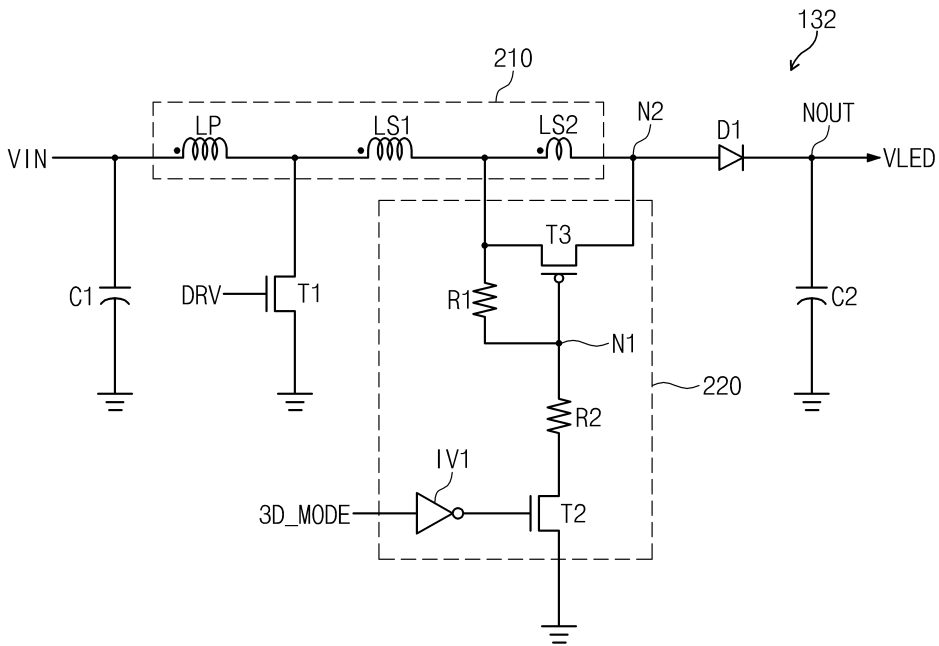 132
210
N2
LP
LS1
LS2
D1
NOUT
VIN
VLED
T3
C1
DRV
T1
R1
C2
N1
220
R2
IV1
3D_MODE
T2